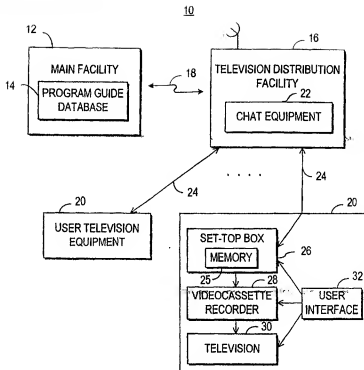 10
12
MAIN FACILITY
14
PROGRAM GUIDE
DATABASE
18
16
TELEVISION DISTRIBUTION
FACILITY
22
CHAT EQUIPMENT
24
24
20
USER TELEVISION
EQUIPMENT
20
SET-TOP BOX
MEMORY
25
26
28
VIDEOCASSETTE
RECORDER
30
TELEVISION
32
USER
INTERFACE